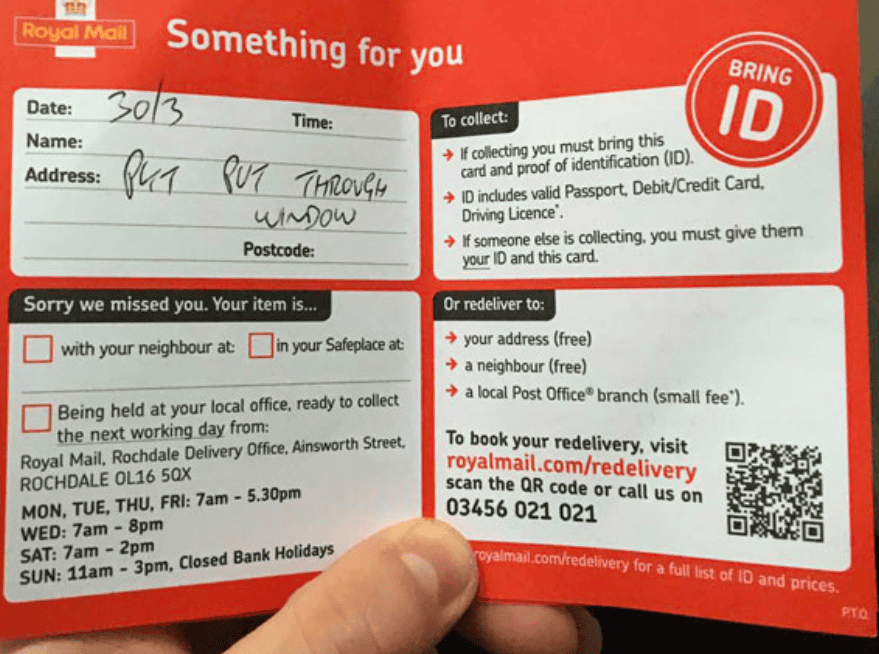 Royal Mail
Something for you
BRING
ID
Date: 30/3
Time:
Name:
Address: PUT PUT THROUGH
WINDOW
Postcode:
To collect:
→ If collecting you must bring this
card and proof of identification (ID).
→ ID includes valid Passport, Debit/Credit Card,
Driving Licence*.
→ If someone else is collecting, you must give them
your ID and this card.
Sorry we missed you. Your item is...
with your neighbour at: in your Safeplace at:
Being held at your local office, ready to collect
the next working day from:
Royal Mail, Rochdale Delivery Office, Ainsworth Street,
ROCHDALE OL16 5QX
MON, TUE, THU, FRI: 7am - 5.30pm
WED: 7am - 8pm
SAT: 7am - 2pm
SUN: 11am - 3pm, Closed Bank Holidays
Or redeliver to:
→ your address (free)
→ a neighbour (free)
→ a local Post Office® branch (small fee*).
To book your redelivery, visit
royalmail.com/redelivery
scan the QR code or call us on
03456 021 021
royalmail.com/redelivery for a full list of ID and prices.
P.T.O.